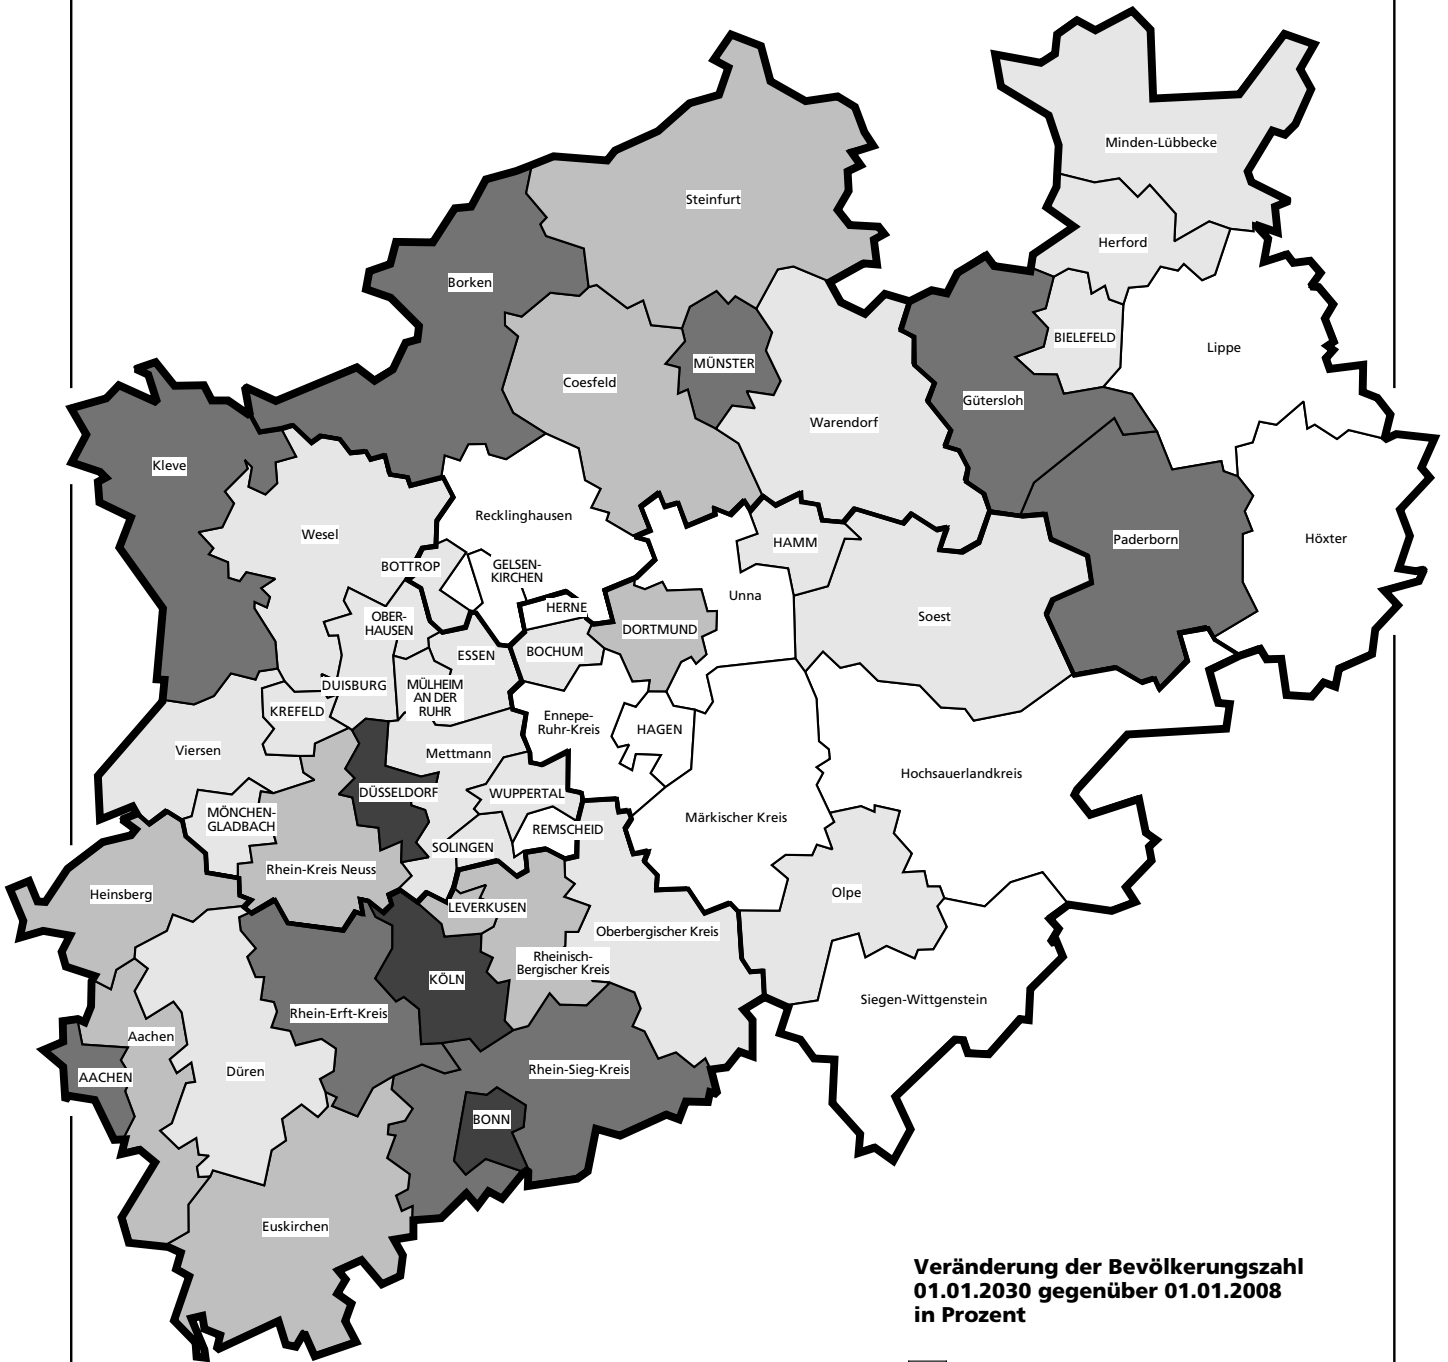 Minden-Lübbecke
Steinfurt
Herford
Borken
BIELEFELD
Lippe
MÜNSTER
Coesfeld
Gütersloh
Warendorf
Kleve
Recklinghausen
Wesel
HAMM
Paderborn
Höxter
BOTTROP
GELSEN-
KIRCHEN
Unna
HERNE
OBER-
HAUSEN
Soest
DORTMUND
ESSEN
BOCHUM
DUISBURG
MÜLHEIM
AN DER
RUHR
KREFELD
Ennepe-
Ruhr-Kreis
HAGEN
Viersen
Mettmann
Hochsauerlandkreis
DÜSSELDORF
WUPPERTAL
MÖNCHEN-
GLADBACH
Märkischer Kreis
REMSCHEID
SOLINGEN
Rhein-Kreis Neuss
Heinsberg
Olpe
LEVERKUSEN
Oberbergischer Kreis
Rheinisch-
Bergischer Kreis
KÖLN
Siegen-Wittgenstein
Rhein-Erft-Kreis
Aachen
Düren
Rhein-Sieg-Kreis
AACHEN
BONN
Euskirchen
Veränderung der Bevölkerungszahl
01.01.2030 gegenüber 01.01.2008
in Prozent